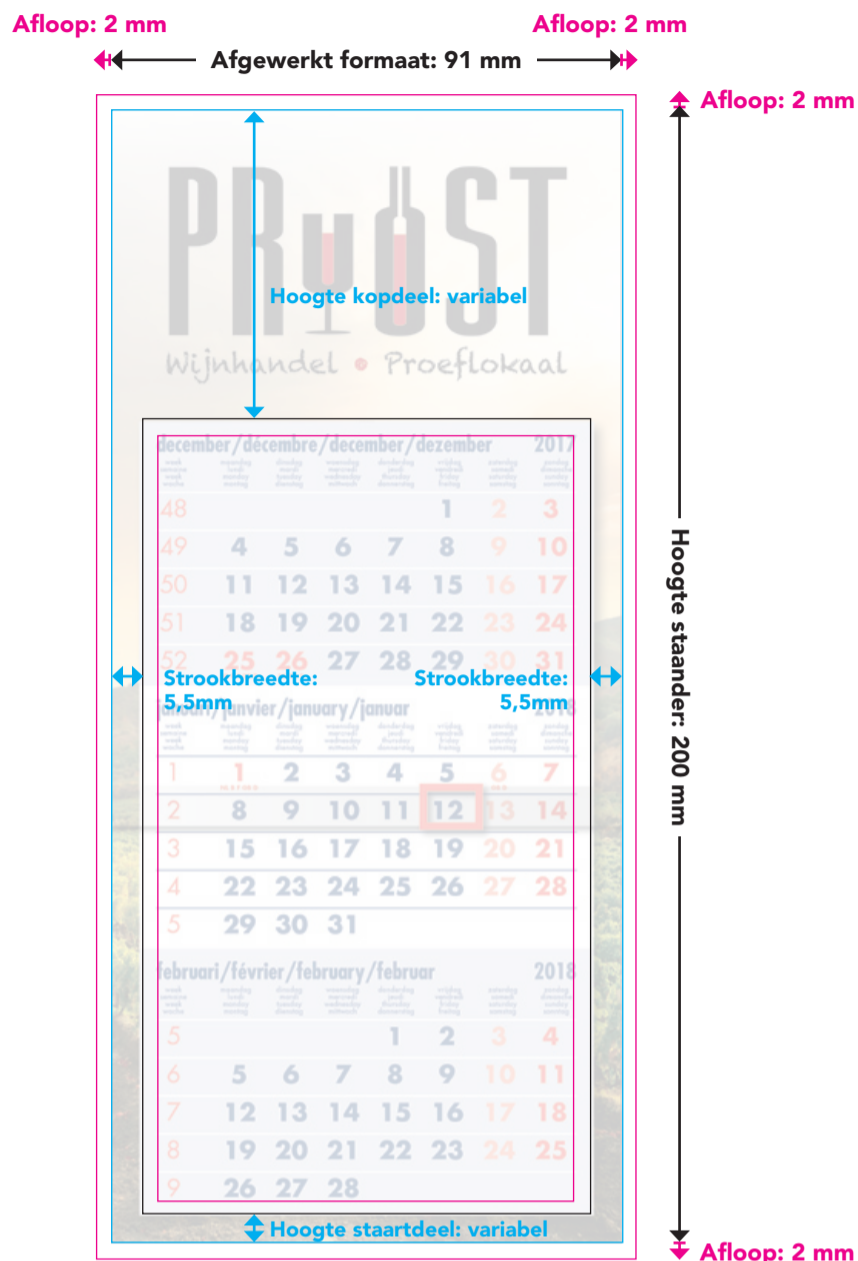 Afloop: 2 mm
Afloop: 2 mm
Afgewerkt formaat: 91 mm
Afloop: 2 mm
PROST
Hoogte kopdeel: variabel
Wijnhandel • Proeflokaal
december/décembre/december/dezember 2017
48 1 2 3
49 4 5 6 7 8 9 10
50 11 12 13 14 15 16 17
51 18 19 20 21 22 23 24
52 25 26 27 28 29 30 31
Strookbreedte: 5,5mm
Strookbreedte: 5,5mm
Hoogte staander: 200 mm
januari/janvier/january/januar 2018
1 1 2 3 4 5 6 7
2 8 9 10 11 12 13 14
3 15 16 17 18 19 20 21
4 22 23 24 25 26 27 28
5 29 30 31
februari/février/february/februar 2018
5 1 2 3 4
6 5 6 7 8 9 10 11
7 12 13 14 15 16 17 18
8 19 20 21 22 23 24 25
9 26 27 28
Hoogte staartdeel: variabel
Afloop: 2 mm